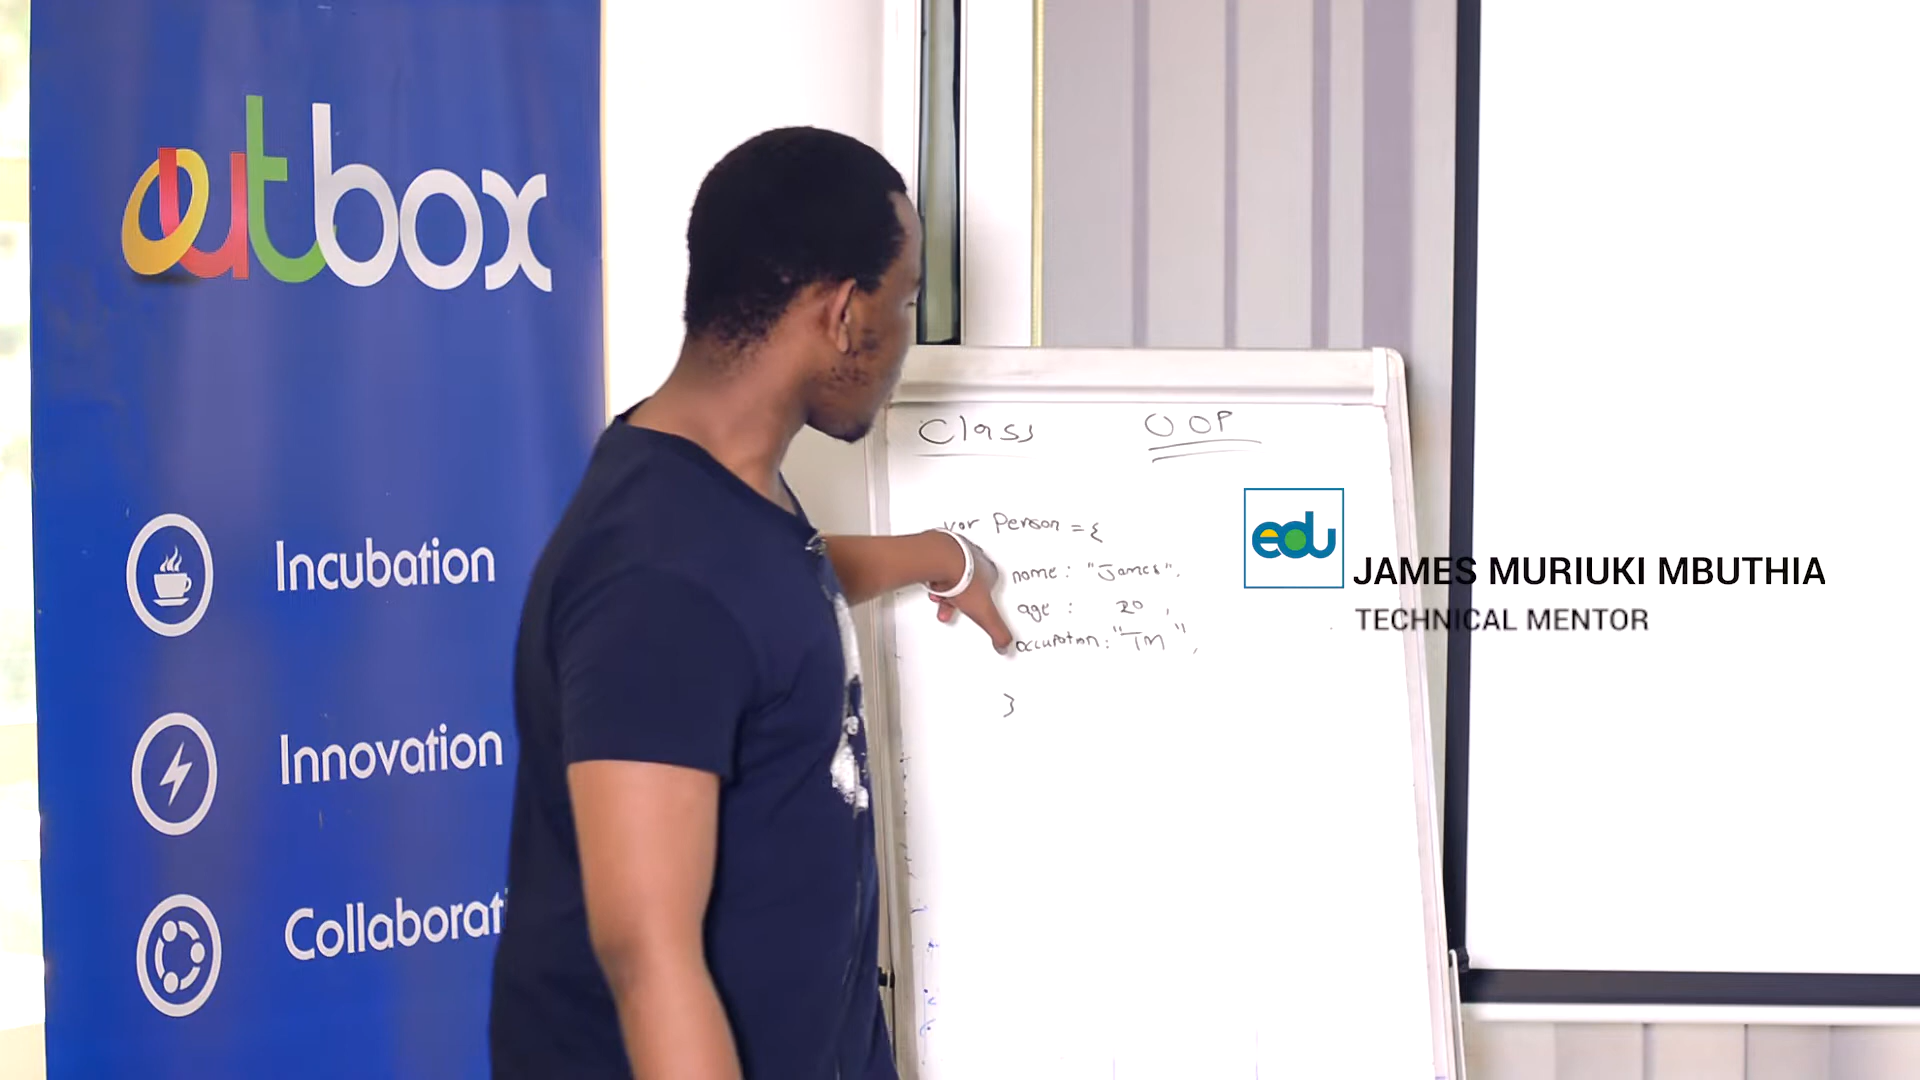 outbox
Incubation
Innovation
Collaborati
Class OOP
var Person = {
name: "James",
age: 20,
occupation: "TM",
}
edu
JAMES MURIUKI MBUTHIA
TECHNICAL MENTOR